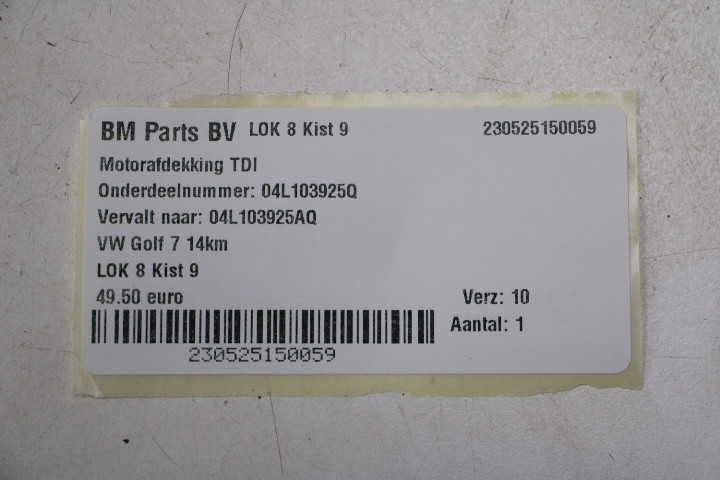 BM Parts BV LOK 8 Kist 9 230525150059
Motorafdekking TDI
Onderdeelnummer: 04L103925Q
Vervalt naar: 04L103925AQ
VW Golf 7 14km
LOK 8 Kist 9
49.50 euro Verz: 10
Aantal: 1
230525150059